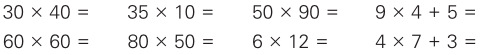 30 × 40 = 35 × 10 = 50 × 90 = 9 × 4 + 5 =
60 × 60 = 80 × 50 = 6 × 12 = 4 × 7 + 3 =